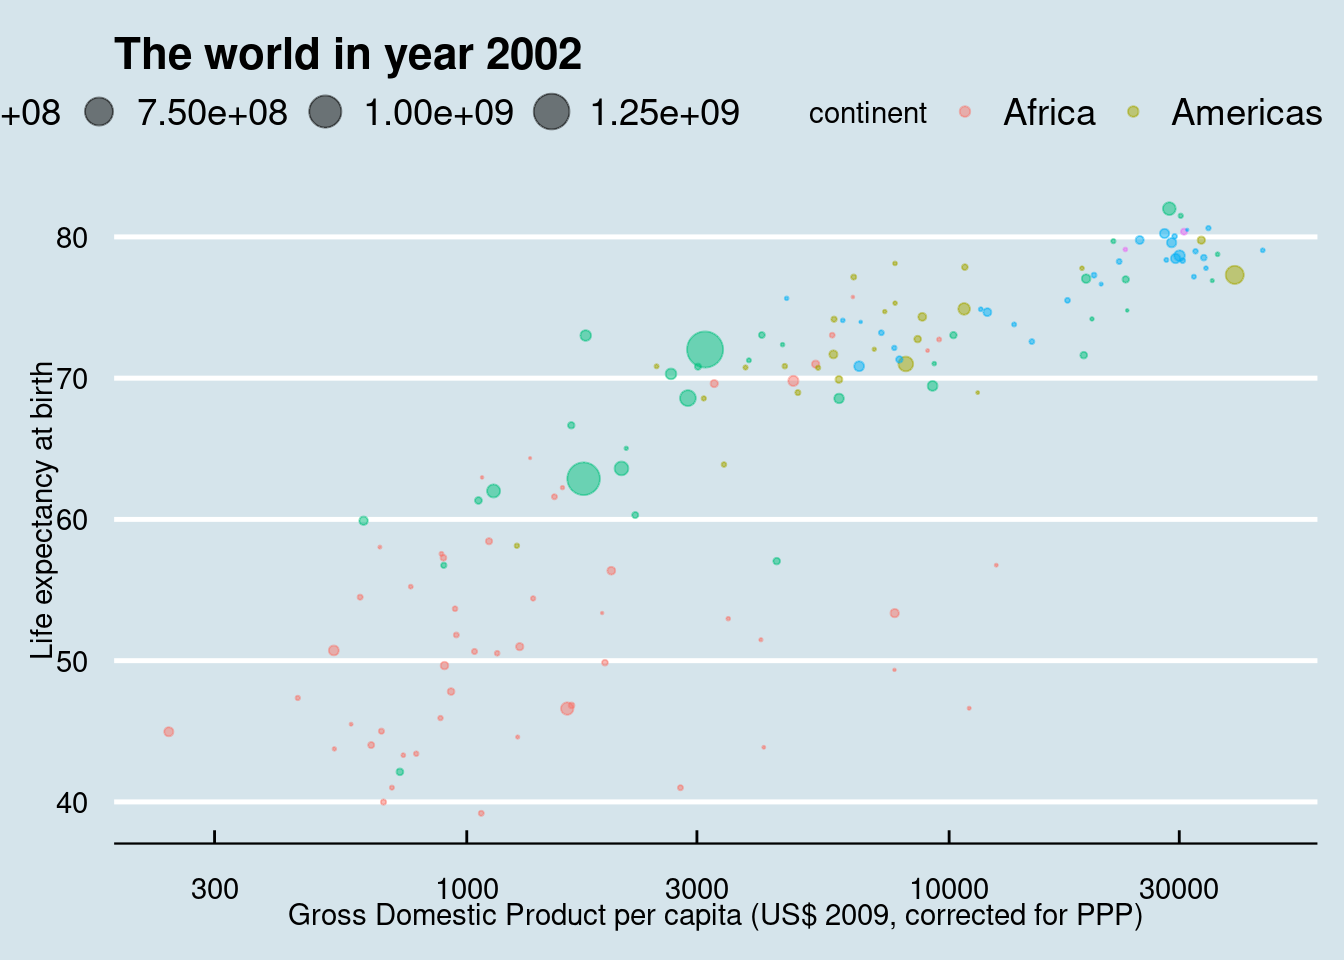 The world in year 2002
+08 7.50e+08 1.00e+09 1.25e+09 continent Africa Americas
80
70
60
50
40
Life expectancy at birth
300 1000 3000 10000 30000
Gross Domestic Product per capita (US$ 2009, corrected for PPP)